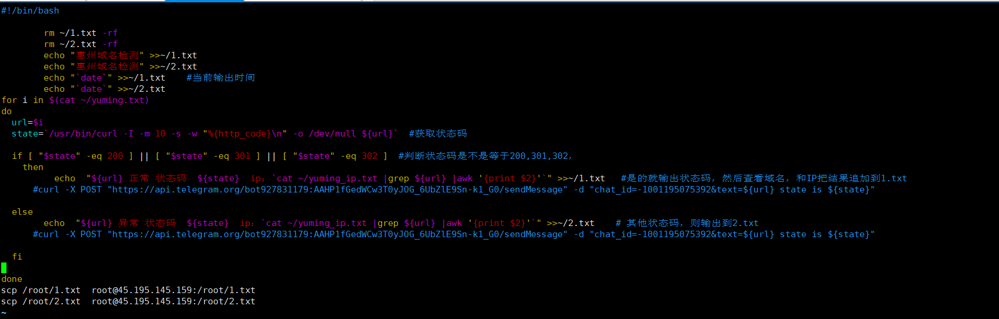 #!/bin/bash
rm ~/1.txt -rf
rm ~/2.txt -rf
echo "惠州域名检测" >>~/1.txt
echo "惠州域名检测" >>~/2.txt
echo "`date`" >>~/1.txt    #当前输出时间
echo "`date`" >>~/2.txt
for i in $(cat ~/yuming.txt)
do
  url=$i
  state=`/usr/bin/curl -I -m 10 -s -w "%{http_code}\n" -o /dev/null ${url}`  #获取状态码
  if [ "$state" -eq 200 ] || [ "$state" -eq 301 ] || [ "$state" -eq 302 ]  #判断状态码是不是等于200,301,302，
    then
          echo  "${url} 正常 状态码  ${state}  ip：`cat ~/yuming_ip.txt |grep ${url} |awk '{print $2}'`" >>~/1.txt   #是的就输出状态码，然后查看域名，和IP把结果追加到1.txt
      #curl -X POST "https://api.telegram.org/bot927831179:AAHP1fGedWCw3T0yJOG_6UbZlE9Sn-k1_G0/sendMessage" -d "chat_id=-1001195075392&text=${url} state is ${state}"
  else
        echo  "${url} 异常 状态码  ${state}  ip：`cat ~/yuming_ip.txt |grep ${url} |awk '{print $2}'`" >>~/2.txt    # 其他状态码，则输出到2.txt
      #curl -X POST "https://api.telegram.org/bot927831179:AAHP1fGedWCw3T0yJOG_6UbZlE9Sn-k1_G0/sendMessage" -d "chat_id=-1001195075392&text=${url} state is ${state}"
  fi
done
scp /root/1.txt  root@45.195.145.159:/root/1.txt
scp /root/2.txt  root@45.195.145.159:/root/2.txt
~